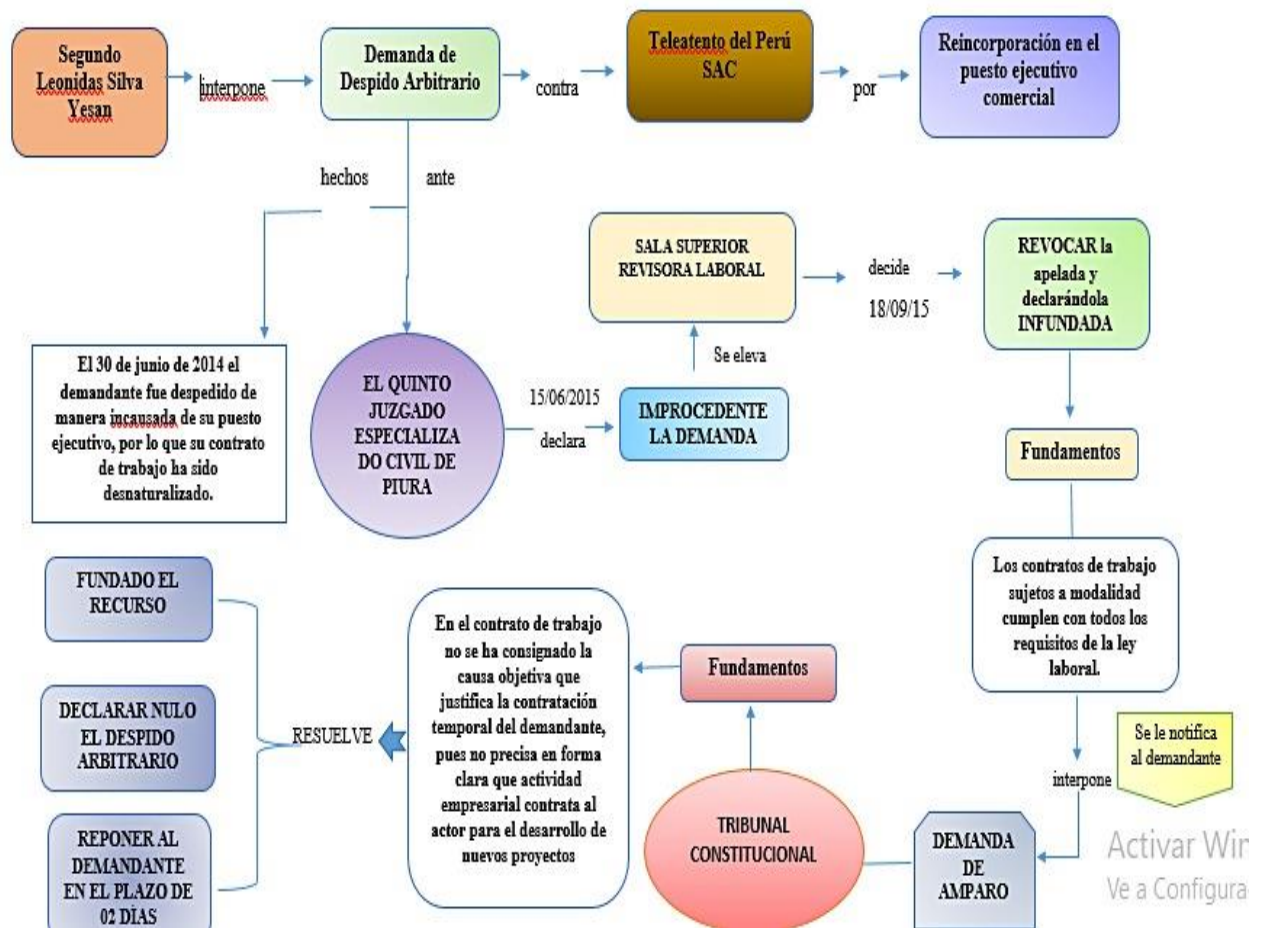 Segundo
Leonidas Silva
Yesan
Iinterpone
Demanda de
Despido Arbitrario
contra
Teleatento del Perú
SAC
por
Reincorporación en el
puesto ejecutivo
comercial
hechos
ante
El 30 de junio de 2014 el
demandante fue despedido de
manera incausada de su puesto
ejecutivo, por lo que su contrato
de trabajo ha sido
desnaturalizado.
EL QUINTO
JUZGADO
ESPECIALIZA
DO CIVIL DE
PIURA
15/06/2015
declara
IMPROCEDENTE
LA DEMANDA
Se eleva
SALA SUPERIOR
REVISORA LABORAL
decide
18/09/15
REVOCAR la
apelada y
declarándola
INFUNDADA
Fundamentos
Los contratos de trabajo
sujetos a modalidad
cumplen con todos los
requisitos de la ley
laboral.
Se le notifica
al demandante
interpone
DEMANDA
DE
AMPARO
TRIBUNAL
CONSTITUCIONAL
Fundamentos
En el contrato de trabajo
no se ha consignado la
causa objetiva que
justifica la contratación
temporal del demandante,
pues no precisa en forma
clara que actividad
empresarial contrata al
actor para el desarrollo de
nuevos proyectos
RESUELVE
FUNDADO EL
RECURSO
DECLARAR NULO
EL DESPIDO
ARBITRARIO
REPONER AL
DEMANDANTE
EN EL PLAZO DE
02 DÍAS
Activar Win
Ve a Configura